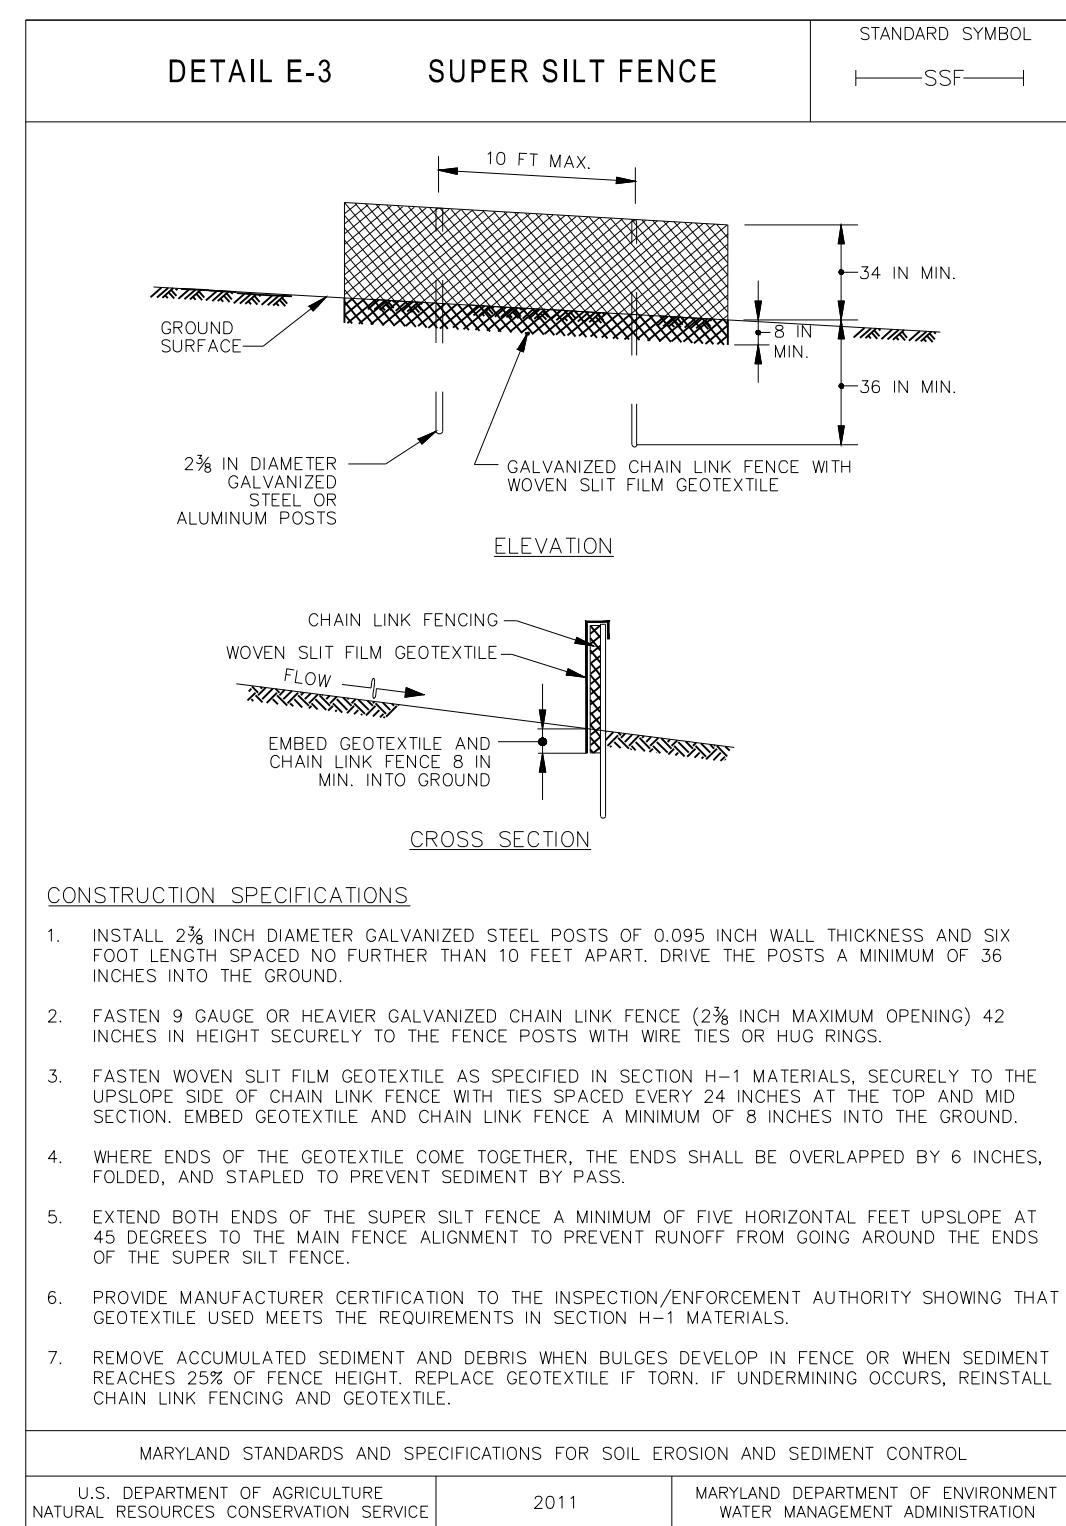 DETAIL E-3 SUPER SILT FENCE
STANDARD SYMBOL
SSF
10 FT MAX.
34 IN MIN.
GROUND
SURFACE
8 IN
MIN.
36 IN MIN.
2⅜ IN DIAMETER
GALVANIZED
STEEL OR
ALUMINUM POSTS
GALVANIZED CHAIN LINK FENCE WITH
WOVEN SLIT FILM GEOTEXTILE
ELEVATION
CHAIN LINK FENCING
WOVEN SLIT FILM GEOTEXTILE
FLOW
EMBED GEOTEXTILE AND
CHAIN LINK FENCE 8 IN
MIN. INTO GROUND
CROSS SECTION
CONSTRUCTION SPECIFICATIONS
1. INSTALL 2⅜ INCH DIAMETER GALVANIZED STEEL POSTS OF 0.095 INCH WALL THICKNESS AND SIX
FOOT LENGTH SPACED NO FURTHER THAN 10 FEET APART. DRIVE THE POSTS A MINIMUM OF 36
INCHES INTO THE GROUND.
2. FASTEN 9 GAUGE OR HEAVIER GALVANIZED CHAIN LINK FENCE (2⅜ INCH MAXIMUM OPENING) 42
INCHES IN HEIGHT SECURELY TO THE FENCE POSTS WITH WIRE TIES OR HUG RINGS.
3. FASTEN WOVEN SLIT FILM GEOTEXTILE AS SPECIFIED IN SECTION H-1 MATERIALS, SECURELY TO THE
UPSLOPE SIDE OF CHAIN LINK FENCE WITH TIES SPACED EVERY 24 INCHES AT THE TOP AND MID
SECTION. EMBED GEOTEXTILE AND CHAIN LINK FENCE A MINIMUM OF 8 INCHES INTO THE GROUND.
4. WHERE ENDS OF THE GEOTEXTILE COME TOGETHER, THE ENDS SHALL BE OVERLAPPED BY 6 INCHES,
FOLDED, AND STAPLED TO PREVENT SEDIMENT BY PASS.
5. EXTEND BOTH ENDS OF THE SUPER SILT FENCE A MINIMUM OF FIVE HORIZONTAL FEET UPSLOPE AT
45 DEGREES TO THE MAIN FENCE ALIGNMENT TO PREVENT RUNOFF FROM GOING AROUND THE ENDS
OF THE SUPER SILT FENCE.
6. PROVIDE MANUFACTURER CERTIFICATION TO THE INSPECTION/ENFORCEMENT AUTHORITY SHOWING THAT
GEOTEXTILE USED MEETS THE REQUIREMENTS IN SECTION H-1 MATERIALS.
7. REMOVE ACCUMULATED SEDIMENT AND DEBRIS WHEN BULGES DEVELOP IN FENCE OR WHEN SEDIMENT
REACHES 25% OF FENCE HEIGHT. REPLACE GEOTEXTILE IF TORN. IF UNDERMINING OCCURS, REINSTALL
CHAIN LINK FENCING AND GEOTEXTILE.
MARYLAND STANDARDS AND SPECIFICATIONS FOR SOIL EROSION AND SEDIMENT CONTROL
U.S. DEPARTMENT OF AGRICULTURE
NATURAL RESOURCES CONSERVATION SERVICE
2011
MARYLAND DEPARTMENT OF ENVIRONMENT
WATER MANAGEMENT ADMINISTRATION